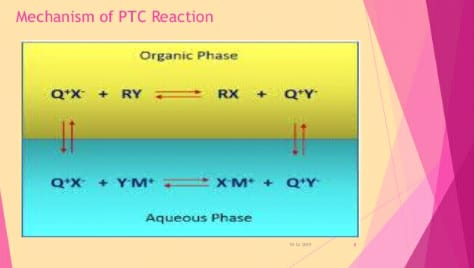 Mechanism of PTC Reaction
Organic Phase
Q⁺X⁻ + RY ⇌ RX + Q⁺Y⁻
Q⁺X⁻ + Y⁻M⁺ ⇌ X⁻M⁺ + Q⁺Y⁻
Aqueous Phase